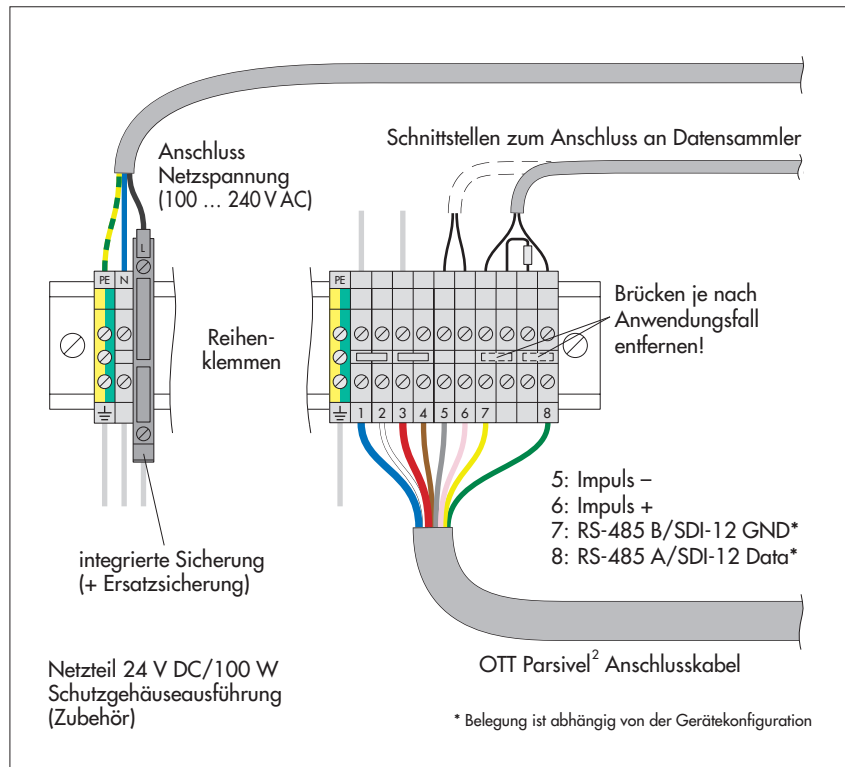 Anschluss
Netzspannung
(100 ... 240 V AC)
Schnittstellen zum Anschluss an Datensammler
L
PE N
PE
Reihen-
klemmen
Brücken je nach
Anwendungsfall
entfernen!
1 2 3 4 5 6 7 8
5: Impuls –
6: Impuls +
7: RS-485 B/SDI-12 GND*
8: RS-485 A/SDI-12 Data*
integrierte Sicherung
(+ Ersatzsicherung)
OTT Parsivel² Anschlusskabel
Netzteil 24 V DC/100 W
Schutzgehäuseausführung
(Zubehör)
* Belegung ist abhängig von der Gerätekonfiguration